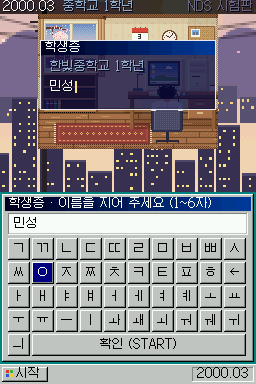 2000.03 중학교 1학년 NDS 시험판
3
학생증
한빛중학교 1학년
민성
학생증 · 이름을 지어 주세요 (1~6자)
민성
ㄱ ㄲ ㄴ ㄷ ㄸ ㄹ ㅁ ㅂ ㅃ ㅅ
ㅆ ㅇ ㅈ ㅉ ㅊ ㅋ ㅌ ㅍ ㅎ ←
ㅏ ㅐ ㅑ ㅒ ㅓ ㅔ ㅕ ㅖ ㅗ ㅛ
ㅜ ㅠ ㅡ ㅣ ㅘ ㅙ ㅚ ㅝ ㅞ ㅟ
ㅢ 확인 (START)
시작 2000.03